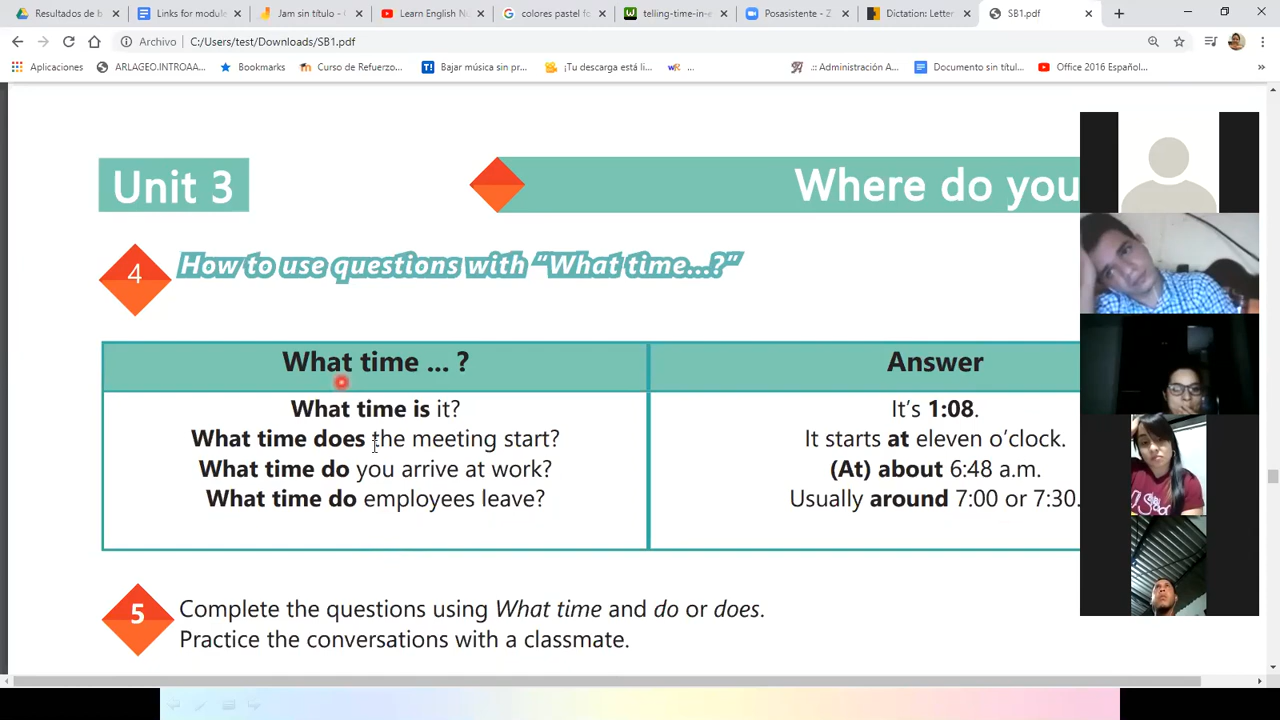 Resultados de b
Links for module
Jam sin título - G
Learn English Nu
colores pastel fo
telling-time-in-e
Posasistente - Z
Dictation: Letter
SB1.pdf
Archivo
C:/Users/test/Downloads/SB1.pdf
Aplicaciones
ARLAGEO.INTROAA...
Bookmarks
Curso de Refuerzo...
Bajar música sin pr...
¡Tu descarga está li...
...
.:: Administración A...
Documento sin títul...
Office 2016 Español...
»
Unit 3
Where do you
4
How to use questions with “What time...?”
What time ... ?
Answer
What time is it?
It’s 1:08.
What time does the meeting start?
It starts at eleven o’clock.
What time do you arrive at work?
(At) about 6:48 a.m.
What time do employees leave?
Usually around 7:00 or 7:30.
5
Complete the questions using What time and do or does.
Practice the conversations with a classmate.